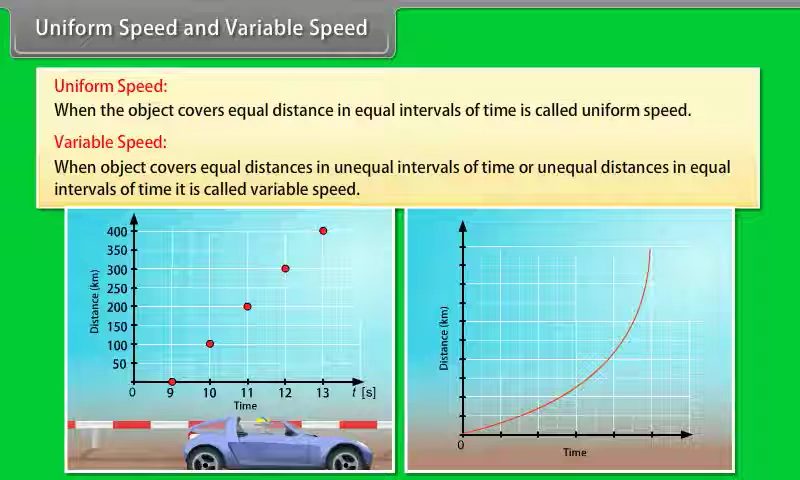 Uniform Speed and Variable Speed
Uniform Speed:
When the object covers equal distance in equal intervals of time is called uniform speed.
Variable Speed:
When object covers equal distances in unequal intervals of time or unequal distances in equal
intervals of time it is called variable speed.
400
350
300
250
200
150
100
50
Distance (km)
0 9 10 11 12 13 t [s]
Time
Distance (km)
0
Time